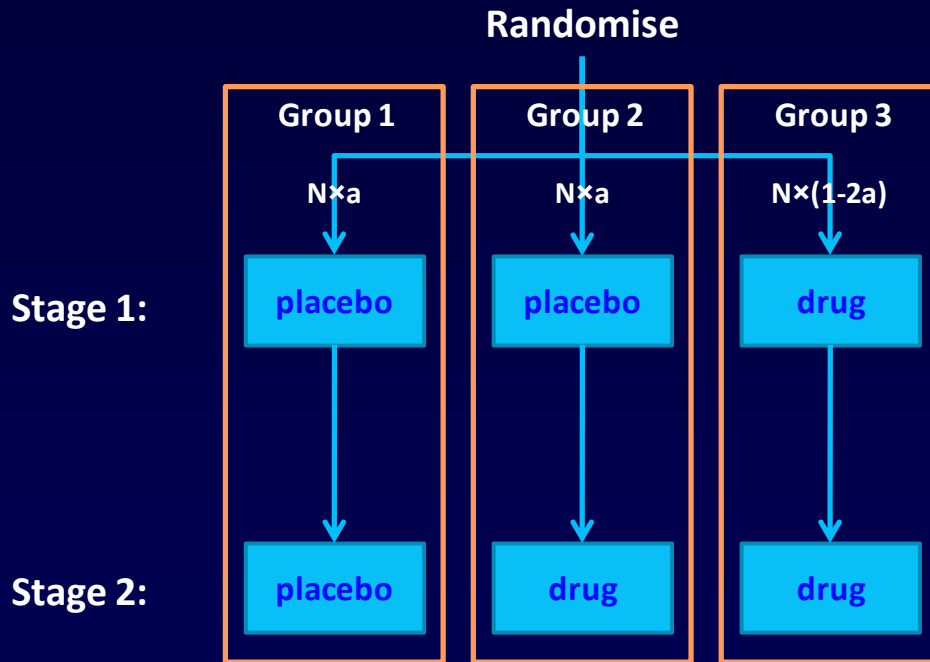 Randomise
Group 1 Group 2 Group 3
N×a N×a N×(1-2a)
Stage 1: placebo placebo drug
Stage 2: placebo drug drug